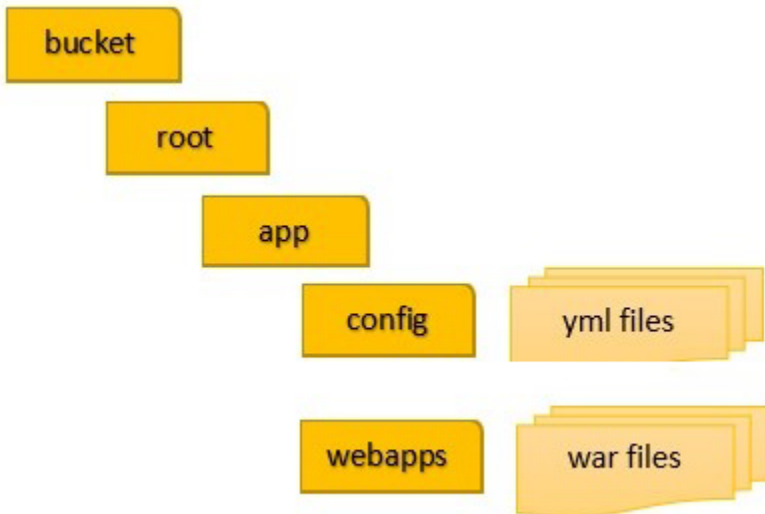 bucket
root
app
config
yml files
webapps
war files